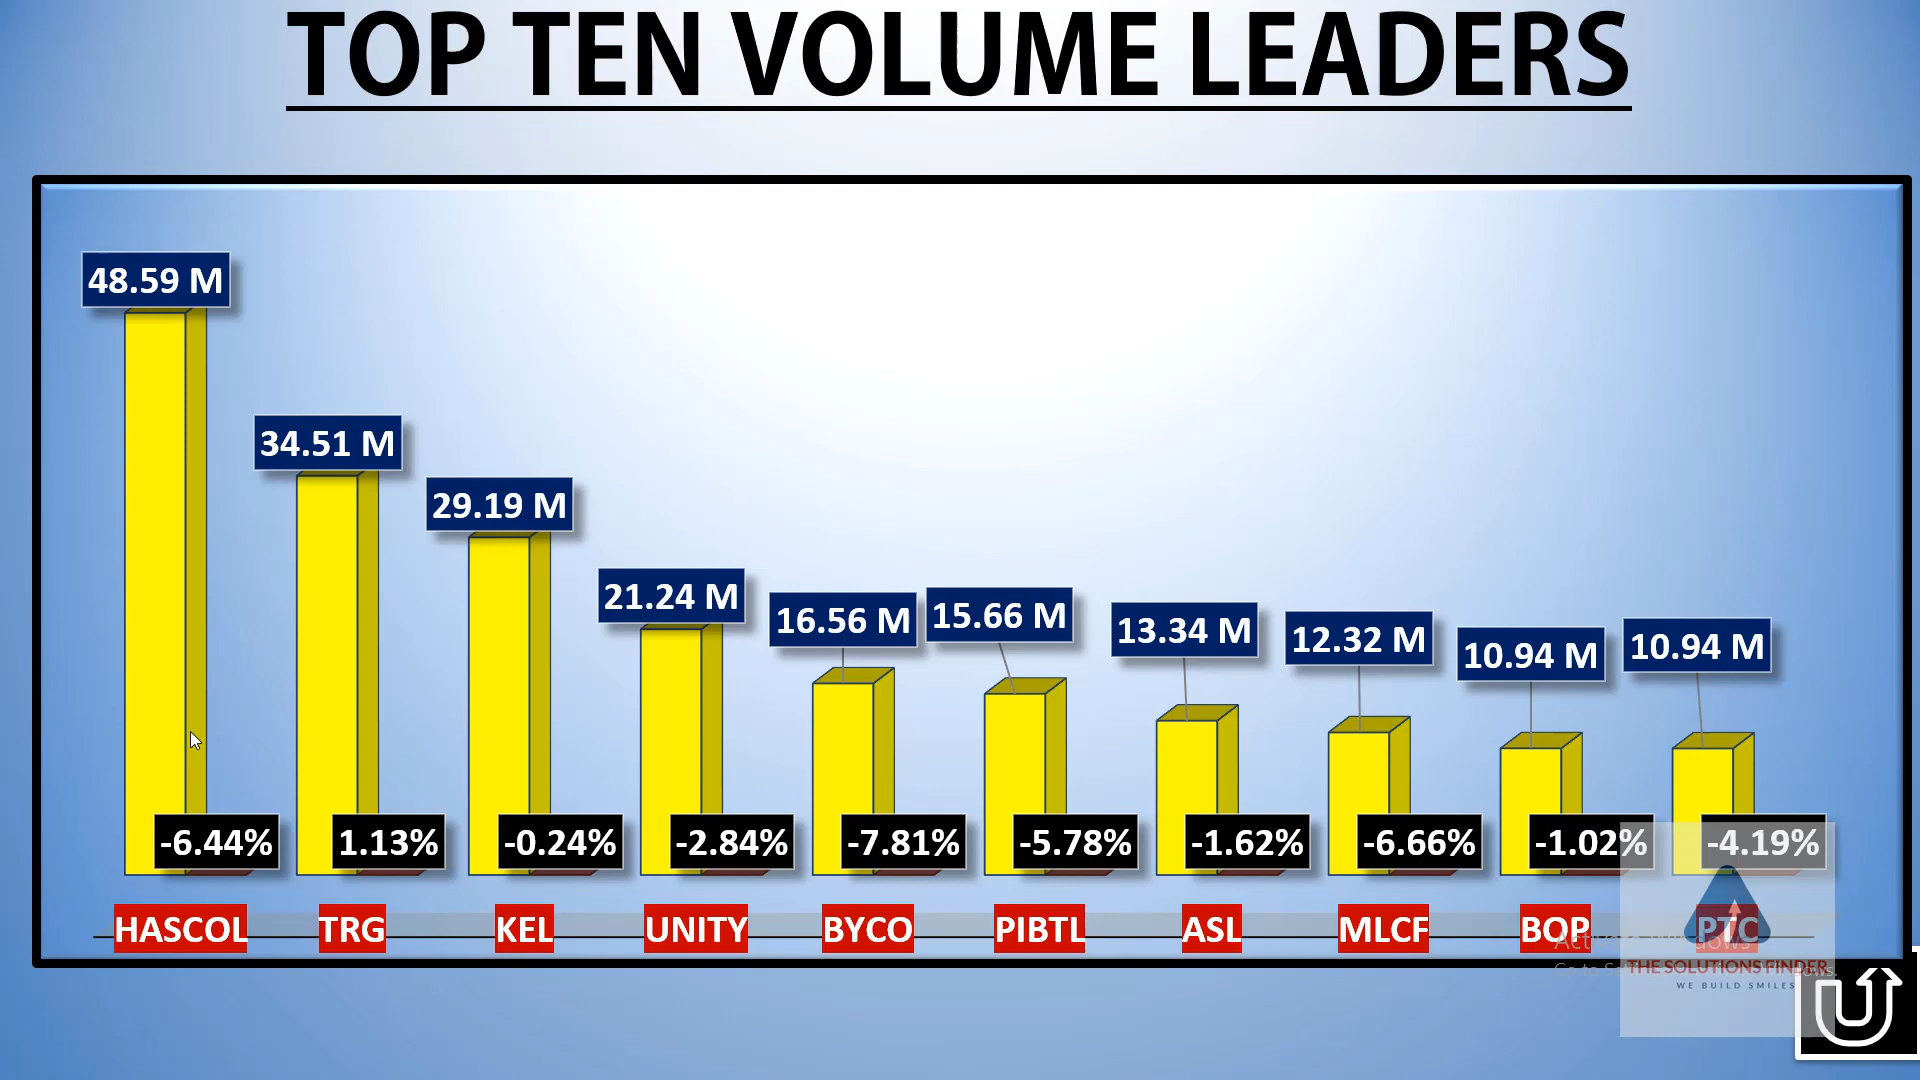 TOP TEN VOLUME LEADERS
48.59 M
34.51 M
29.19 M
21.24 M
16.56 M
15.66 M
13.34 M
12.32 M
10.94 M
10.94 M
-6.44%
1.13%
-0.24%
-2.84%
-7.81%
-5.78%
-1.62%
-6.66%
-1.02%
-4.19%
HASCOL
TRG
KEL
UNITY
BYCO
PIBTL
ASL
MLCF
BOP
PTC
THE SOLUTIONS FINDER
WE BUILD SMILES